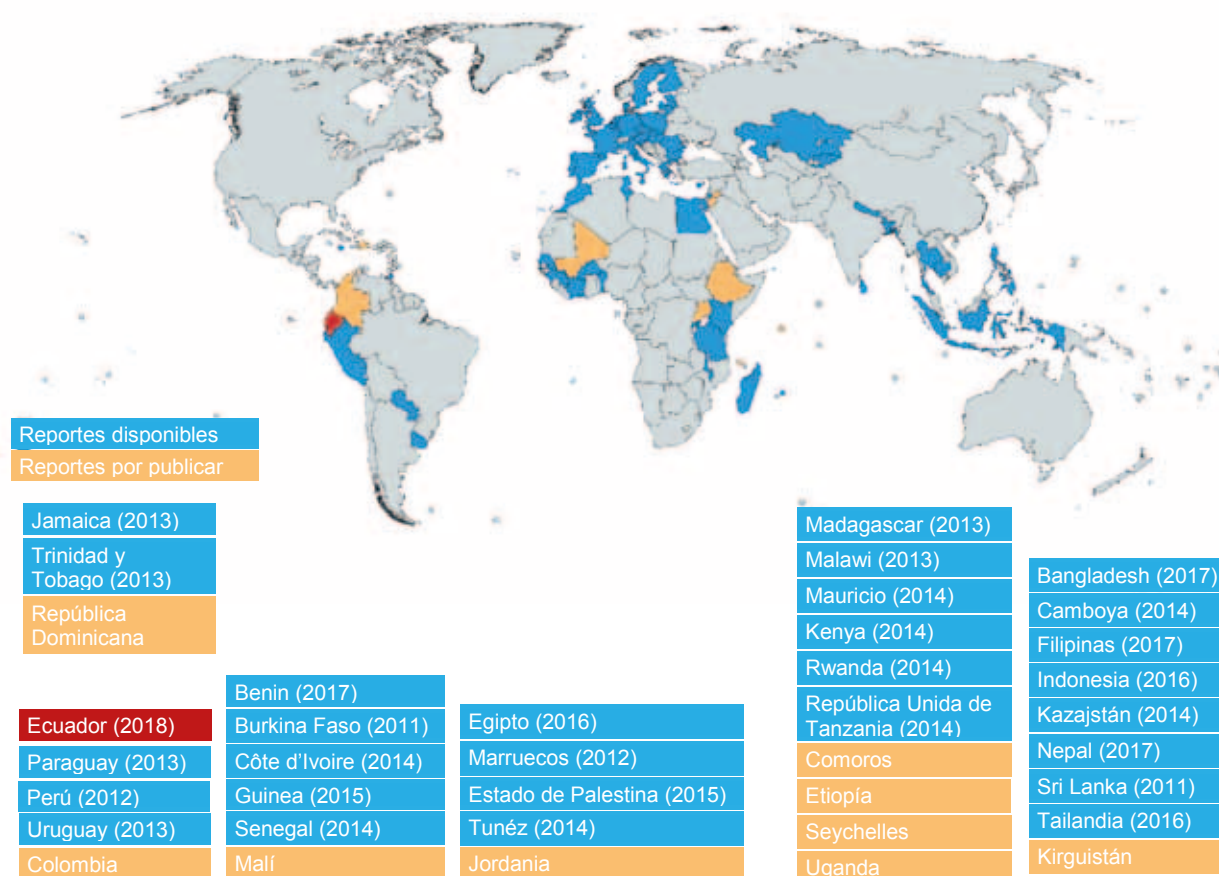 Reportes disponibles
Reportes por publicar
Jamaica (2013)
Trinidad y
Tobago (2013)
República
Dominicana
Ecuador (2018)
Paraguay (2013)
Perú (2012)
Uruguay (2013)
Colombia
Benin (2017)
Burkina Faso (2011)
Côte d'Ivoire (2014)
Guinea (2015)
Senegal (2014)
Malí
Egipto (2016)
Marruecos (2012)
Estado de Palestina (2015)
Tunéz (2014)
Jordania
Madagascar (2013)
Malawi (2013)
Mauricio (2014)
Kenya (2014)
Rwanda (2014)
República Unida de
Tanzania (2014)
Comoros
Etiopía
Seychelles
Uganda
Bangladesh (2017)
Camboya (2014)
Filipinas (2017)
Indonesia (2016)
Kazajstán (2014)
Nepal (2017)
Sri Lanka (2011)
Tailandia (2016)
Kirguistán